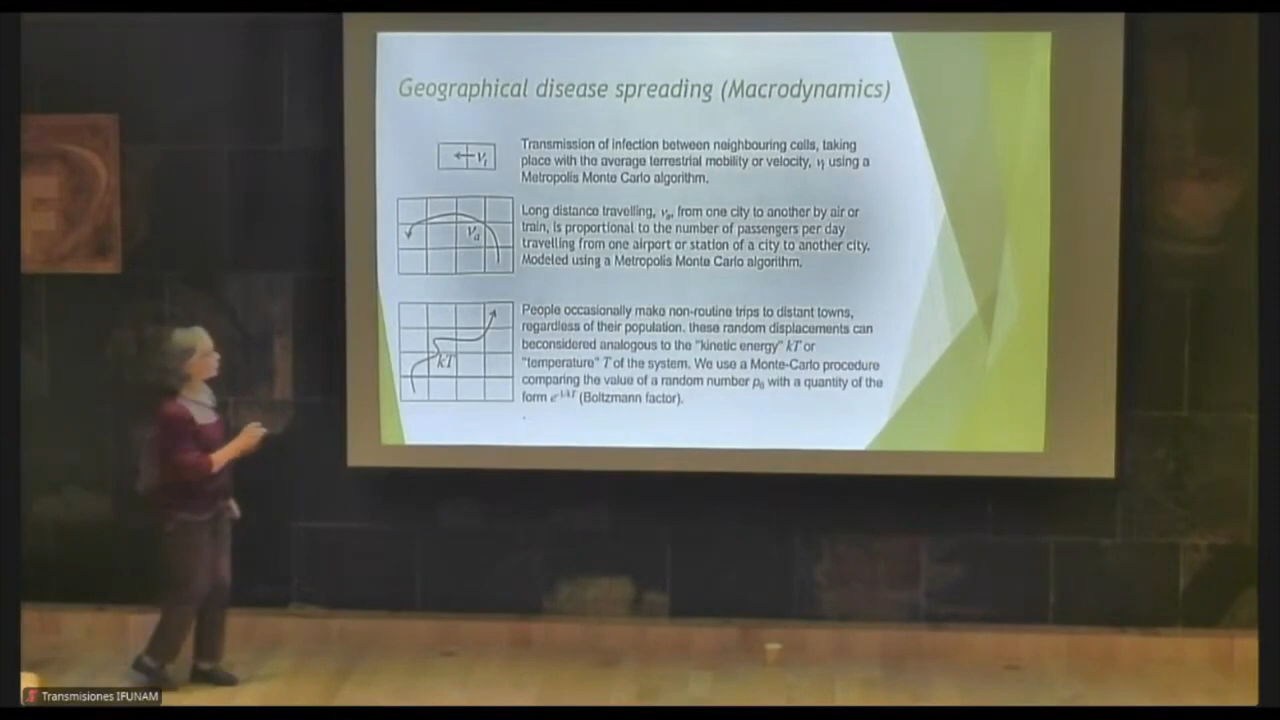 Geographical disease spreading (Macrodynamics)
Transmission of infection between neighbouring cells, taking
place with the average terrestrial mobility or velocity, vₜ using a
Metropolis Monte Carlo algorithm.
vₜ
Long distance travelling, vₐ, from one city to another by air or
train, is proportional to the number of passengers per day
travelling from one airport or station of a city to another city.
Modeled using a Metropolis Monte Carlo algorithm.
vₐ
People occasionally make non-routine trips to distant towns,
regardless of their population, these random displacements can
beconsidered analogous to the "kinetic energy" kT or
"temperature" T of the system. We use a Monte-Carlo procedure
comparing the value of a random number p₀ with a quantity of the
form (Boltzmann factor).
kT
Transmisiones IFUNAM